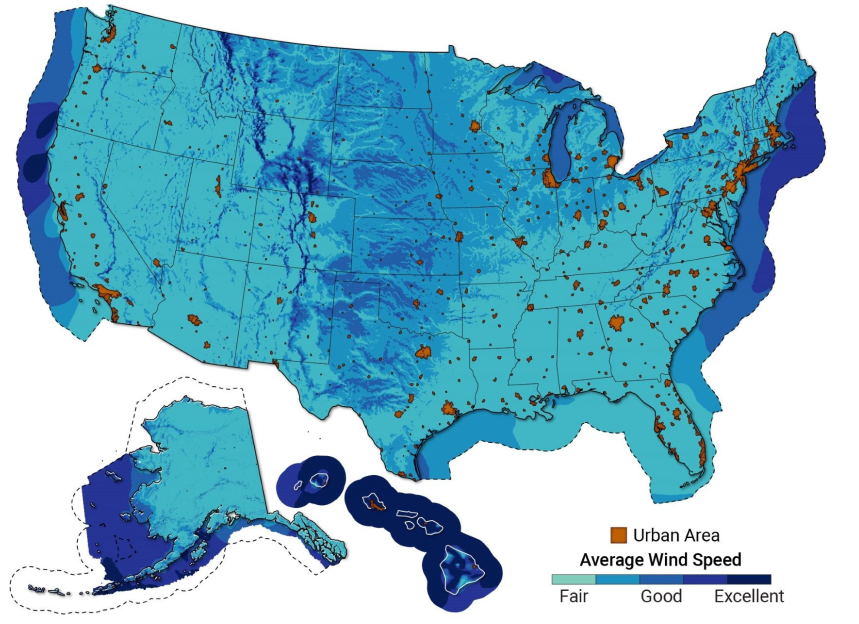 Urban Area
Average Wind Speed
Fair Good Excellent